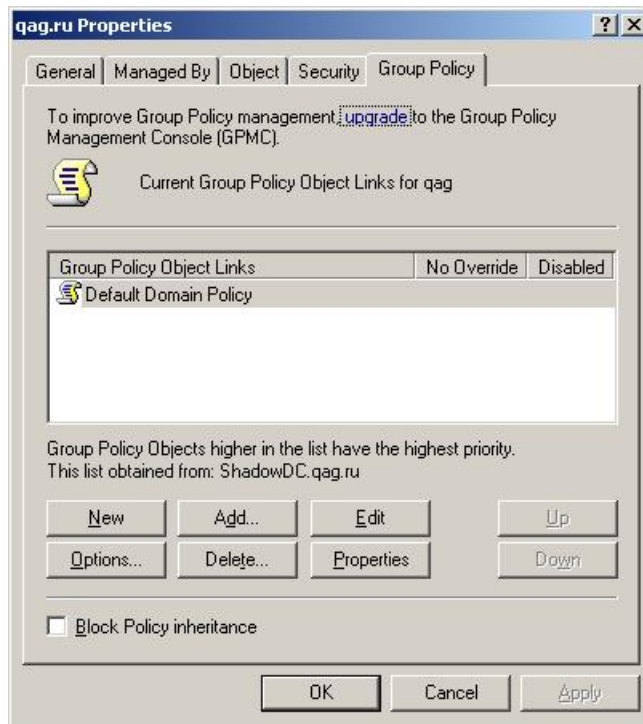 qag.ru Properties
General Managed By Object Security Group Policy
To improve Group Policy management, upgrade to the Group Policy
Management Console (GPMC).
Current Group Policy Object Links for qag
Group Policy Object Links No Override Disabled
Default Domain Policy
Group Policy Objects higher in the list have the highest priority.
This list obtained from: ShadowDC.qag.ru
New Add... Edit Up
Options... Delete... Properties Down
Block Policy inheritance
OK Cancel Apply